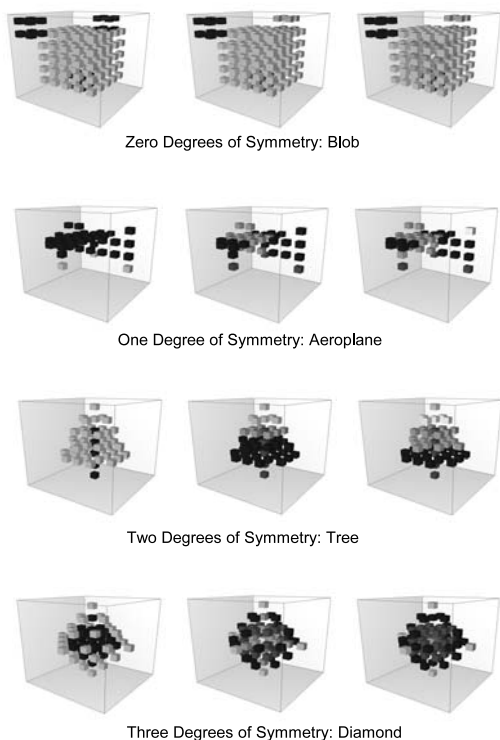 Zero Degrees of Symmetry: Blob
One Degree of Symmetry: Aeroplane
Two Degrees of Symmetry: Tree
Three Degrees of Symmetry: Diamond